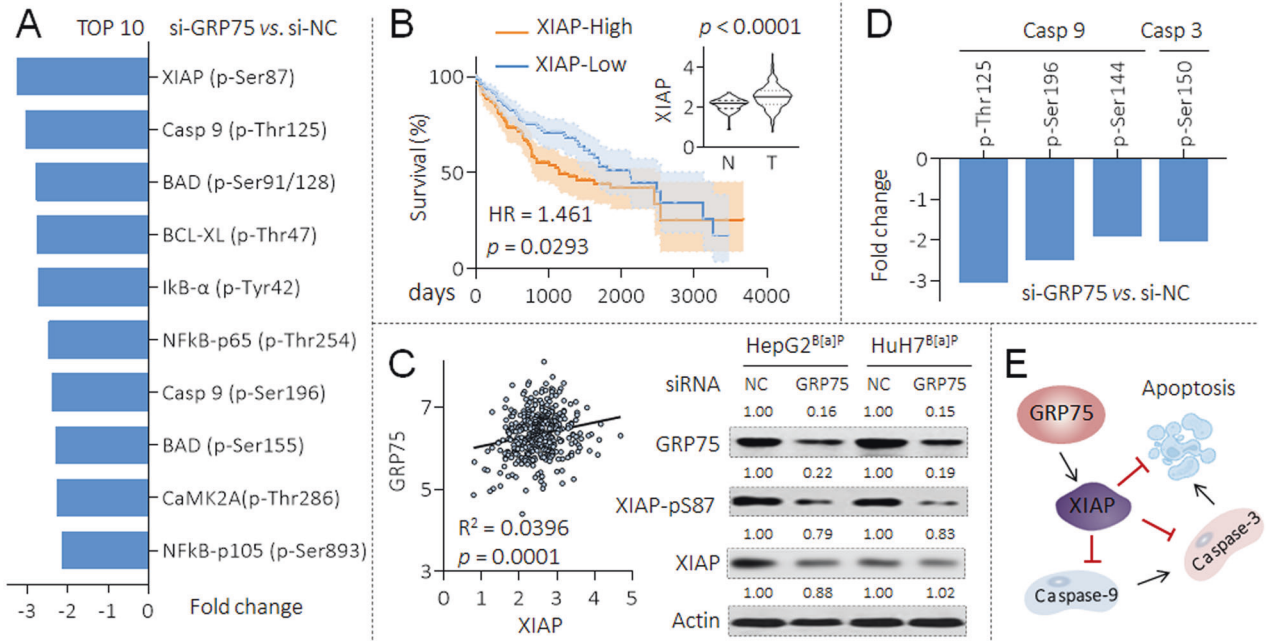 A
TOP 10 si-GRP75 vs. si-NC
XIAP (p-Ser87)
Casp 9 (p-Thr125)
BAD (p-Ser91/128)
BCL-XL (p-Thr47)
IkB-α (p-Tyr42)
NFkB-p65 (p-Thr254)
Casp 9 (p-Ser196)
BAD (p-Ser155)
CaMK2A(p-Thr286)
NFkB-p105 (p-Ser893)
-3 -2 -1 0 Fold change
B
XIAP-High
XIAP-Low
Survival (%)
100
50
0
HR = 1.461
p = 0.0293
days 0 1000 2000 3000 4000
p < 0.0001
XIAP
4
2
0
N T
C
GRP75
7
5
3
R² = 0.0396
p = 0.0001
0 1 2 3 4 5
XIAP
HepG2B[a]P HuH7B[a]P
siRNA NC GRP75 NC GRP75
1.00 0.16 1.00 0.15
GRP75
1.00 0.22 1.00 0.19
XIAP-pS87
1.00 0.79 1.00 0.83
XIAP
1.00 0.88 1.00 1.02
Actin
D
Casp 9 Casp 3
p-Thr125
p-Ser196
p-Ser144
p-Ser150
Fold change
0
-1
-2
-3
si-GRP75 vs. si-NC
E
GRP75
Apoptosis
XIAP
Caspase-3
Caspase-9